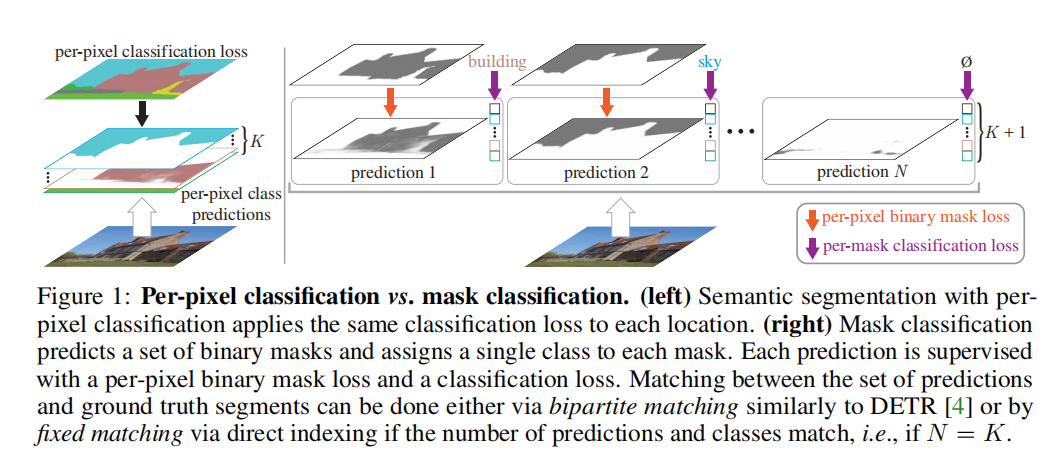 per-pixel classification loss
K
per-pixel class
predictions
building
sky
∅
prediction 1
prediction 2
prediction N
K + 1
per-pixel binary mask loss
per-mask classification loss
Figure 1: Per-pixel classification vs. mask classification. (left) Semantic segmentation with per-
pixel classification applies the same classification loss to each location. (right) Mask classification
predicts a set of binary masks and assigns a single class to each mask. Each prediction is supervised
with a per-pixel binary mask loss and a classification loss. Matching between the set of predictions
and ground truth segments can be done either via bipartite matching similarly to DETR [4] or by
fixed matching via direct indexing if the number of predictions and classes match, i.e., if N = K.